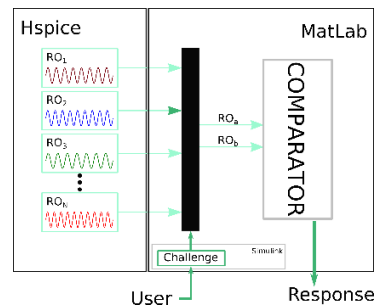 Hspice
MatLab
RO1
RO2
RO3
RON
ROa
ROb
COMPARATOR
Simulink
Challenge
User
Response